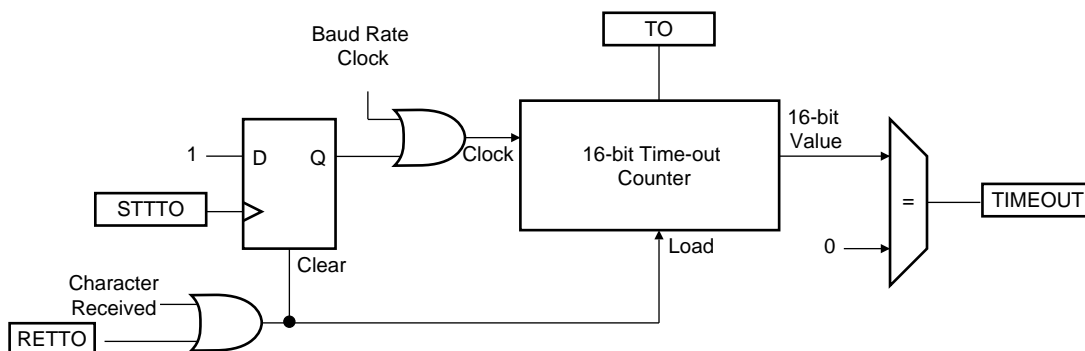 TO
Baud Rate
Clock
16-bit
Value
1
D
Q
Clock
16-bit Time-out
Counter
STTTO
=
TIMEOUT
Clear
Load
0
Character
Received
RETTO